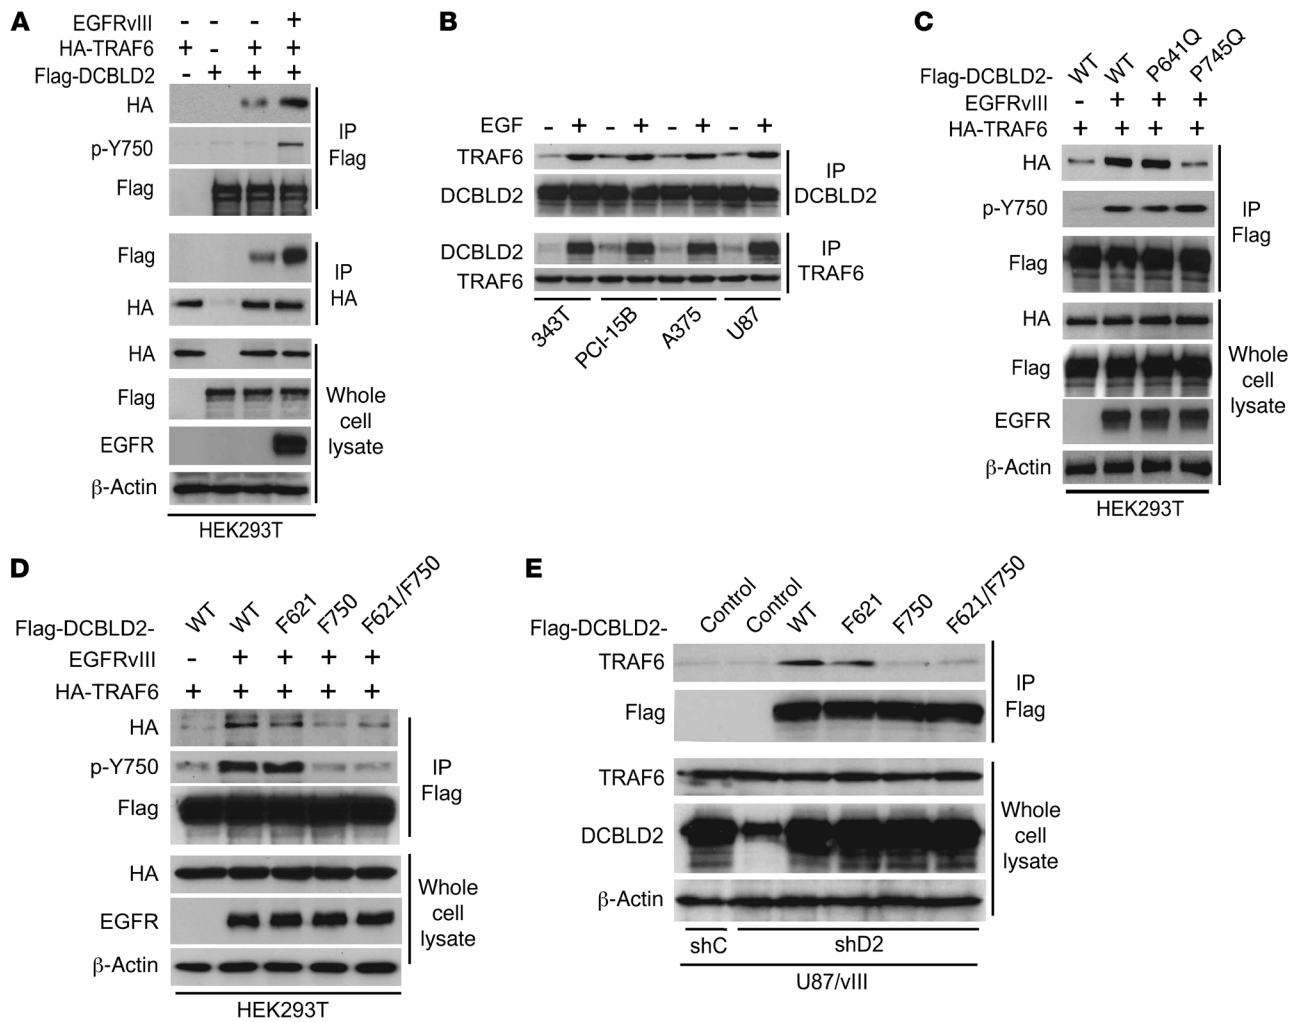 A
EGFRvIII - - - +
HA-TRAF6 + - + +
Flag-DCBLD2 - + + +
HA
p-Y750
Flag
IP
Flag
Flag
HA
IP
HA
HA
Flag
EGFR
β-Actin
Whole
cell
lysate
HEK293T
B
EGF - + - + - + - +
TRAF6
DCBLD2
IP
DCBLD2
DCBLD2
TRAF6
IP
TRAF6
343T
PCI-15B
A375
U87
C
Flag-DCBLD2- WT WT P641Q P745Q
EGFRvIII - + + +
HA-TRAF6 + + + +
HA
p-Y750
Flag
IP
Flag
HA
Flag
EGFR
β-Actin
Whole
cell
lysate
HEK293T
D
Flag-DCBLD2- WT WT F621 F750 F621/F750
EGFRvIII - + + + +
HA-TRAF6 + + + + +
HA
p-Y750
Flag
IP
Flag
HA
EGFR
β-Actin
Whole
cell
lysate
HEK293T
E
Flag-DCBLD2- Control Control WT F621 F750 F621/F750
TRAF6
Flag
IP
Flag
TRAF6
DCBLD2
β-Actin
Whole
cell
lysate
shC shD2
U87/vIII